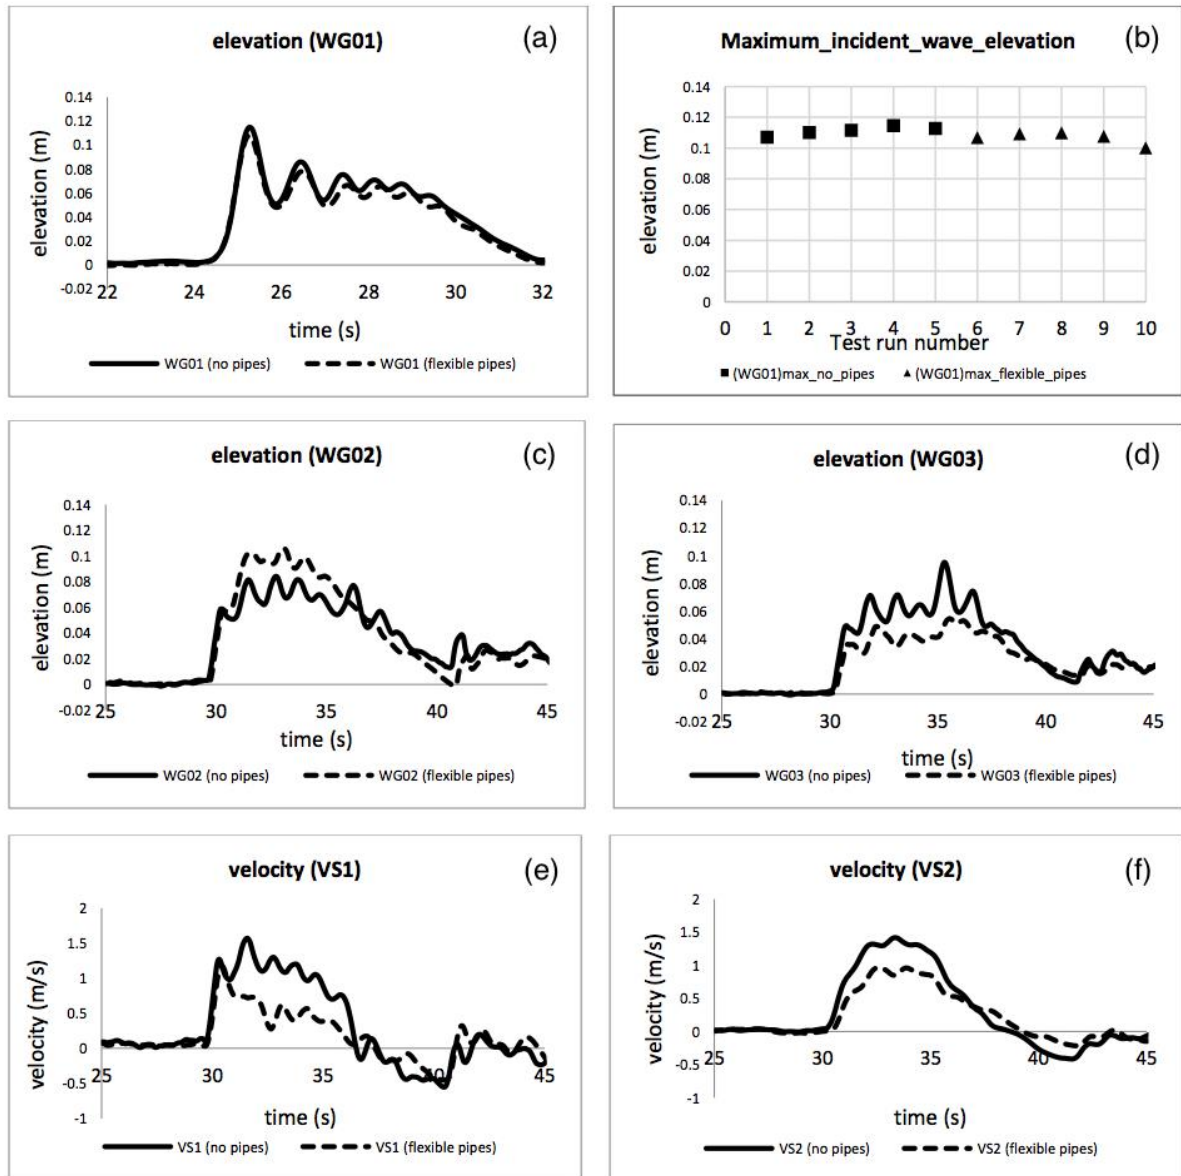 elevation (WG01)
(a)
elevation (m)
0.14
0.12
0.1
0.08
0.06
0.04
0.02
0
-0.02
22
24
26
28
30
32
time (s)
WG01 (no pipes)
WG01 (flexible pipes)
Maximum_incident_wave_elevation
(b)
elevation (m)
0.14
0.12
0.1
0.08
0.06
0.04
0.02
0
0
1
2
3
4
5
6
7
8
9
10
Test run number
(WG01)max_no_pipes
(WG01)max_flexible_pipes
elevation (WG02)
(c)
elevation (m)
0.14
0.12
0.1
0.08
0.06
0.04
0.02
0
-0.02
25
30
35
40
45
time (s)
WG02 (no pipes)
WG02 (flexible pipes)
elevation (WG03)
(d)
elevation (m)
0.14
0.12
0.1
0.08
0.06
0.04
0.02
0
-0.02
25
30
35
40
45
time (s)
WG03 (no pipes)
WG03 (flexible pipes)
velocity (VS1)
(e)
velocity (m/s)
2
1.5
1
0.5
0
-0.5
-1
25
30
35
40
45
time (s)
VS1 (no pipes)
VS1 (flexible pipes)
velocity (VS2)
(f)
velocity (m/s)
2
1.5
1
0.5
0
-0.5
-1
25
30
35
40
45
time (s)
VS2 (no pipes)
VS2 (flexible pipes)